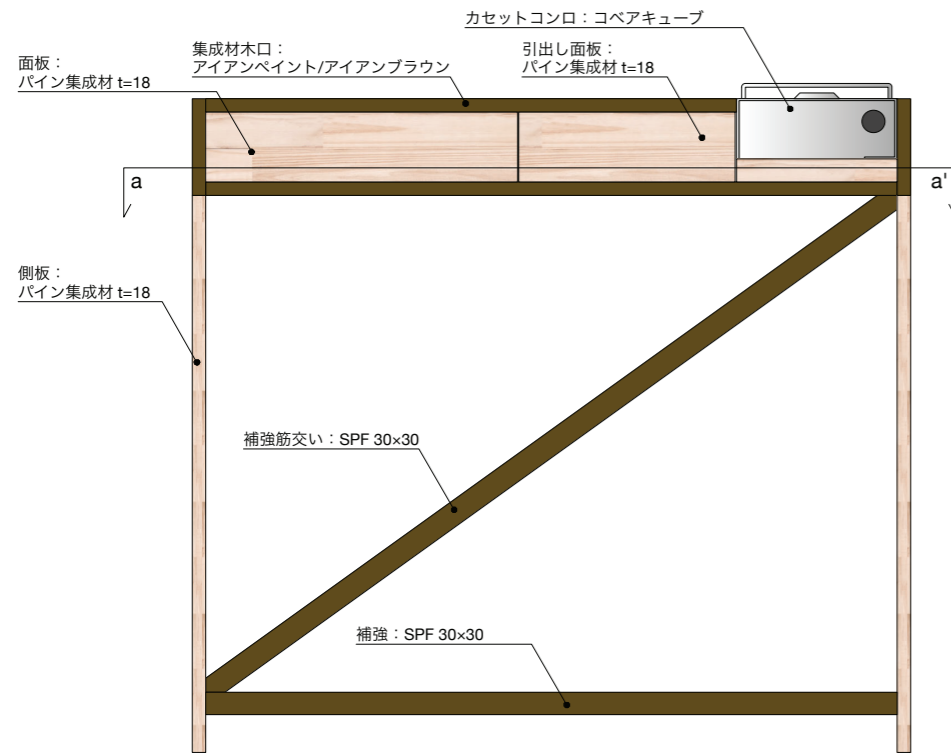 カセットコンロ：コベアキューブ
面板：
パイン集成材 t=18
集成材木口：
アイアンペイント/アイアンブラウン
引出し面板：
パイン集成材 t=18
a
a'
側板：
パイン集成材 t=18
補強筋交い：SPF 30×30
補強：SPF 30×30